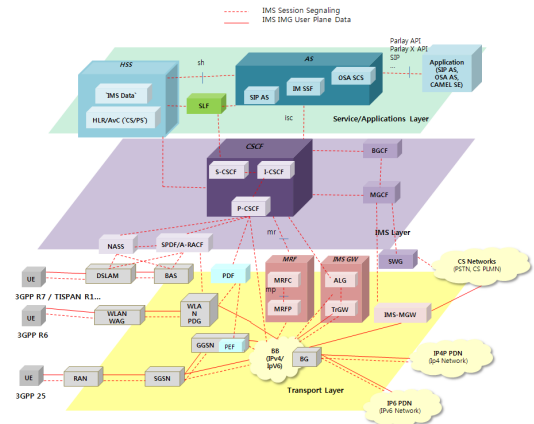 IMS Session Segnaling
IMS IMG User Plane Data
Parlay API
Parlay X API
SIP
...
HSS
sh
AS
OSA SCS
IM SSF
SIP AS
Application
(SIP AS,
OSA AS,
CAMEL SE)
'IMS Data`
HLR/AvC ('CS/PS')
SLF
isc
Service/Applications Layer
CSCF
S-CSCF
I-CSCF
P-CSCF
BGCF
MGCF
IMS Layer
mr
NASS
SPDF/A-RACF
MRF
IMS GW
SWG
CS Networks
(PSTN, CS PLMN)
UE
DSLAM
BAS
PDF
MRFC
ALG
3GPP R7 / TISPAN R1...
mp
UE
WLAN
WAG
WLA
N
PDG
MRFP
TrGW
IMS-MGW
3GPP R6
GGSN
PEF
BB
(IPv4/
IpV6)
BG
IP4P PDN
(Ip4 Network)
UE
RAN
SGSN
3GPP 25
Transport Layer
IP6 PDN
(IPv6 Network)